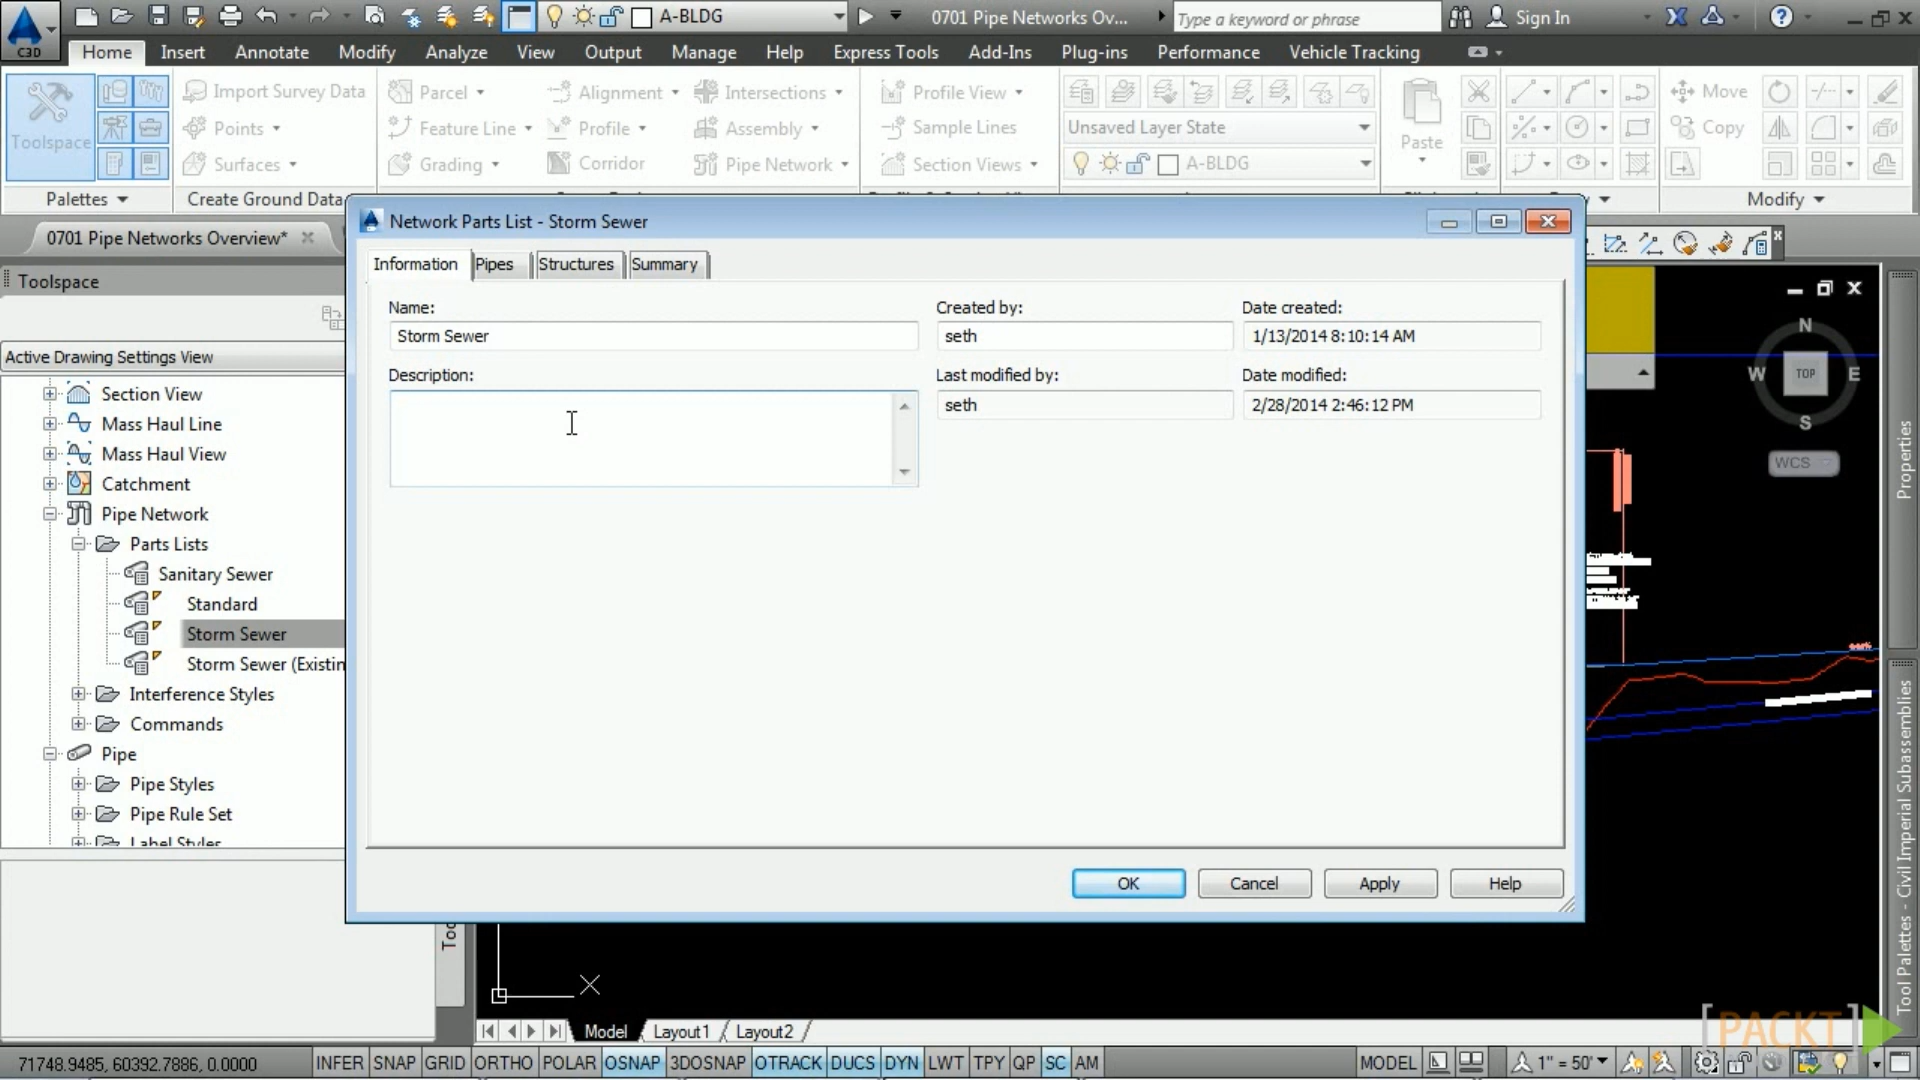 A-BLDG
0701 Pipe Networks Ov...
Type a keyword or phrase
Sign In
C3D
Home Insert Annotate Modify Analyze View Output Manage Help Express Tools Add-Ins Plug-ins Performance Vehicle Tracking
Toolspace
Import Survey Data
Points
Surfaces
Parcel
Feature Line
Grading
Alignment
Profile
Corridor
Intersections
Assembly
Pipe Network
Profile View
Sample Lines
Section Views
Unsaved Layer State
A-BLDG
Paste
Move
Copy
Palettes
Create Ground Data
Modify
0701 Pipe Networks Overview*
Toolspace
Active Drawing Settings View
Section View
Mass Haul Line
Mass Haul View
Catchment
Pipe Network
Parts Lists
Sanitary Sewer
Standard
Storm Sewer
Storm Sewer (Existin
Interference Styles
Commands
Pipe
Pipe Styles
Pipe Rule Set
Label Styles
Network Parts List - Storm Sewer
Information Pipes Structures Summary
Name:
Storm Sewer
Description:
Created by:
seth
Last modified by:
seth
Date created:
1/13/2014 8:10:14 AM
Date modified:
2/28/2014 2:46:12 PM
OK Cancel Apply Help
N
W TOP E
S
WCS
Properties
Tool Palettes - Civil Imperial Subassemblies
Model Layout1 Layout2
[PACKT]
71748.9485, 60392.7886, 0.0000
INFER SNAP GRID ORTHO POLAR OSNAP 3DOSNAP OTRACK DUCS DYN LWT TPY QP SC AM
MODEL
1" = 50'